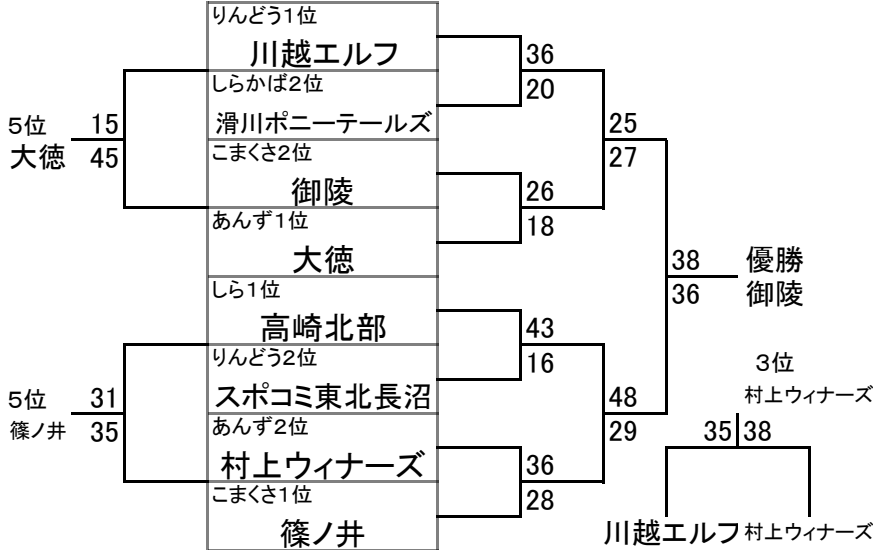 りんどう1位
川越エルフ
しらかば2位
滑川ポニーテールズ
こまくさ2位
御陵
あんず1位
大徳
しら1位
高崎北部
りんどう2位
スポコミ東北長沼
あんず2位
村上ウィナーズ
こまくさ1位
篠ノ井
5位
大徳
15
45
5位
篠ノ井
31
35
36
20
26
18
43
16
36
28
25
27
48
29
38
36
優勝
御陵
3位
村上ウィナーズ
35 38
川越エルフ 村上ウィナーズ